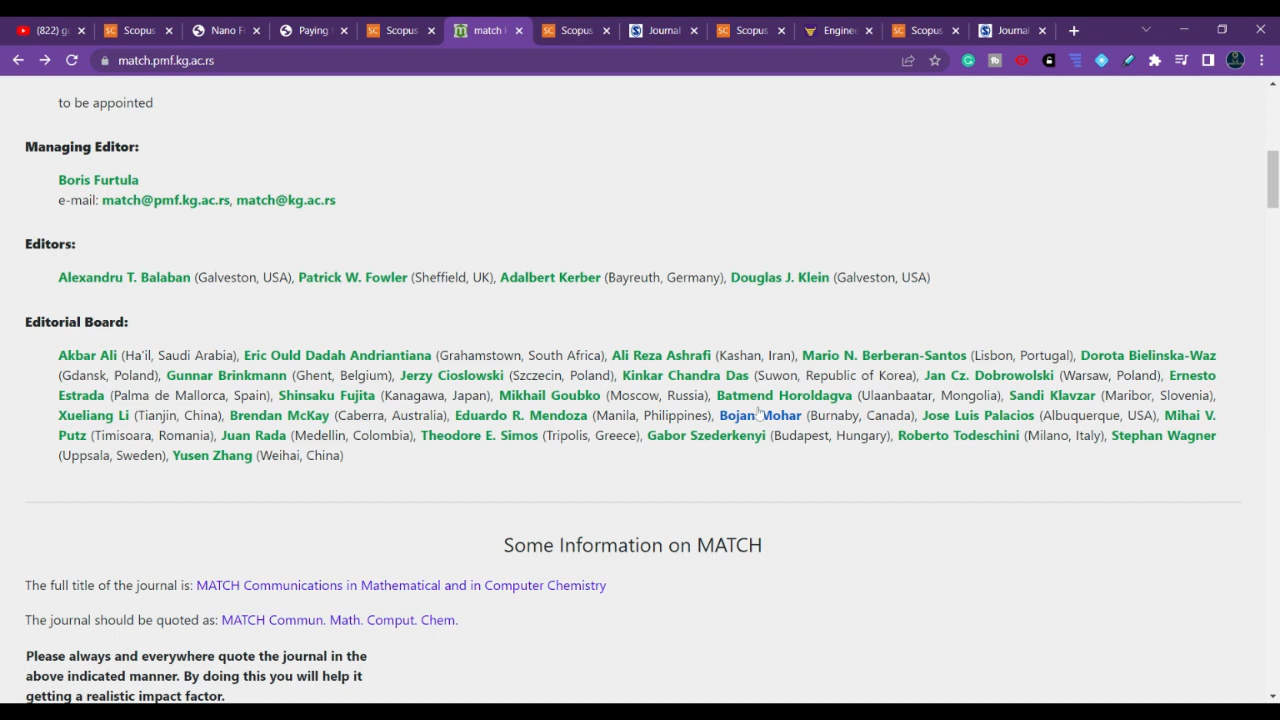 (822) g
Scopus
Nano F
Paying
Scopus
match
Scopus
Journal
Scopus
Enginee
Scopus
Journal
match.pmf.kg.ac.rs
to be appointed
Managing Editor:
Boris Furtula
e-mail: match@pmf.kg.ac.rs, match@kg.ac.rs
Editors:
Alexandru T. Balaban (Galveston, USA), Patrick W. Fowler (Sheffield, UK), Adalbert Kerber (Bayreuth, Germany), Douglas J. Klein (Galveston, USA)
Editorial Board:
Akbar Ali (Ha'il, Saudi Arabia), Eric Ould Dadah Andriantiana (Grahamstown, South Africa), Ali Reza Ashrafi (Kashan, Iran), Mario N. Berberan-Santos (Lisbon, Portugal), Dorota Bielinska-Waz
(Gdansk, Poland), Gunnar Brinkmann (Ghent, Belgium), Jerzy Cioslowski (Szczecin, Poland), Kinkar Chandra Das (Suwon, Republic of Korea), Jan Cz. Dobrowolski (Warsaw, Poland), Ernesto
Estrada (Palma de Mallorca, Spain), Shinsaku Fujita (Kanagawa, Japan), Mikhail Goubko (Moscow, Russia), Batmend Horoldagva (Ulaanbaatar, Mongolia), Sandi Klavzar (Maribor, Slovenia),
Xueliang Li (Tianjin, China), Brendan McKay (Caberra, Australia), Eduardo R. Mendoza (Manila, Philippines), Bojan Mohar (Burnaby, Canada), Jose Luis Palacios (Albuquerque, USA), Mihai V.
Putz (Timisoara, Romania), Juan Rada (Medellin, Colombia), Theodore E. Simos (Tripolis, Greece), Gabor Szederkenyi (Budapest, Hungary), Roberto Todeschini (Milano, Italy), Stephan Wagner
(Uppsala, Sweden), Yusen Zhang (Weihai, China)
Some Information on MATCH
The full title of the journal is: MATCH Communications in Mathematical and in Computer Chemistry
The journal should be quoted as: MATCH Commun. Math. Comput. Chem.
Please always and everywhere quote the journal in the
above indicated manner. By doing this you will help it
getting a realistic impact factor.